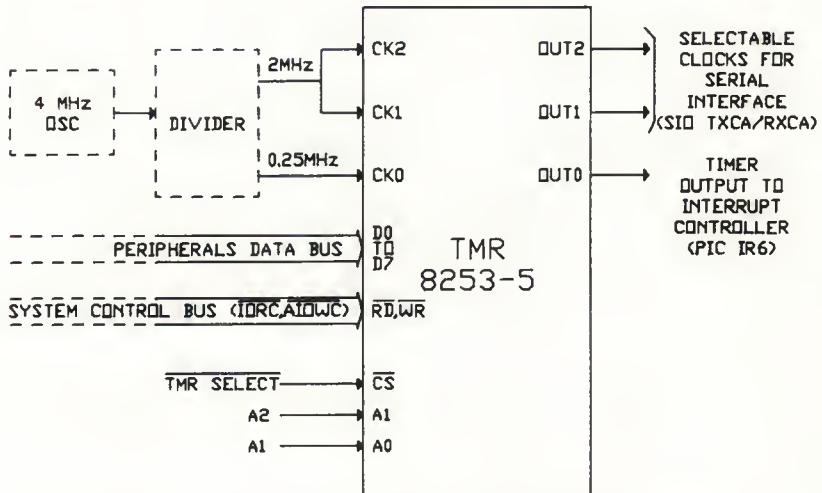 4 MHz
OSC
DIVIDER
2MHz
0.25MHz
CK2
CK1
CK0
OUT2
OUT1
OUT0
SELECTABLE
CLOCKS FOR
SERIAL
INTERFACE
(SIO TXCA/RXCA)
TIMER
OUTPUT TO
INTERRUPT
CONTROLLER
(PIC IR6)
TMR
8253-5
PERIPHERALS DATA BUS
D0
TO
D7
SYSTEM CONTROL BUS (IORC,AIOWC)
RD,WR
TMR SELECT
CS
A2
A1
A1
A0